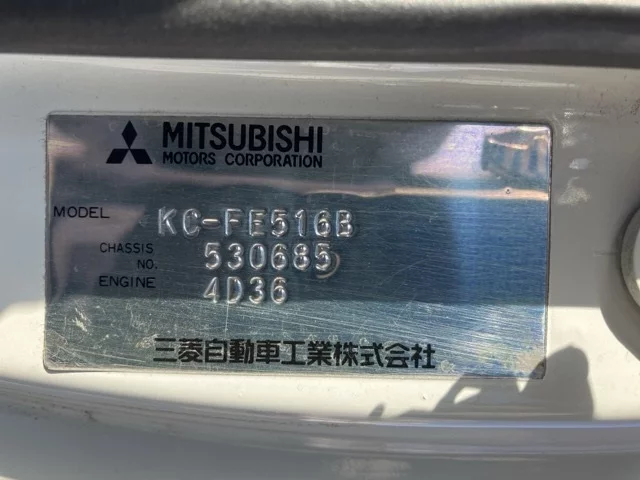 MITSUBISHI
MOTORS CORPORATION
MODEL KC-FE516B
CHASSIS NO. 530685
ENGINE 4D36
三菱自動車工業株式会社